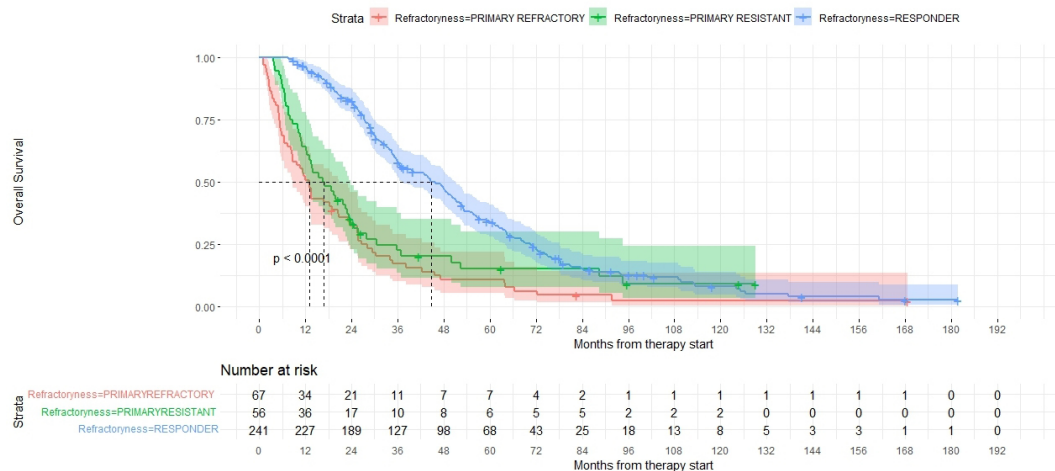 Strata Refractoryness=PRIMARY REFRACTORY Refractoryness=PRIMARY RESISTANT Refractoryness=RESPONDER
Overall Survival
1.00
0.75
0.50
0.25
0.00
p < 0.0001
0 12 24 36 48 60 72 84 96 108 120 132 144 156 168 180 192
Months from therapy start
Number at risk
Strata
Refractoryness=PRIMARYREFRACTORY 67 34 21 11 7 7 4 2 1 1 1 1 1 1 1 0 0
Refractoryness=PRIMARYRESISTANT 56 36 17 10 8 6 5 5 2 2 2 0 0 0 0 0 0
Refractoryness=RESPONDER 241 227 189 127 98 68 43 25 18 13 8 5 3 3 1 1 0
0 12 24 36 48 60 72 84 96 108 120 132 144 156 168 180 192
Months from therapy start